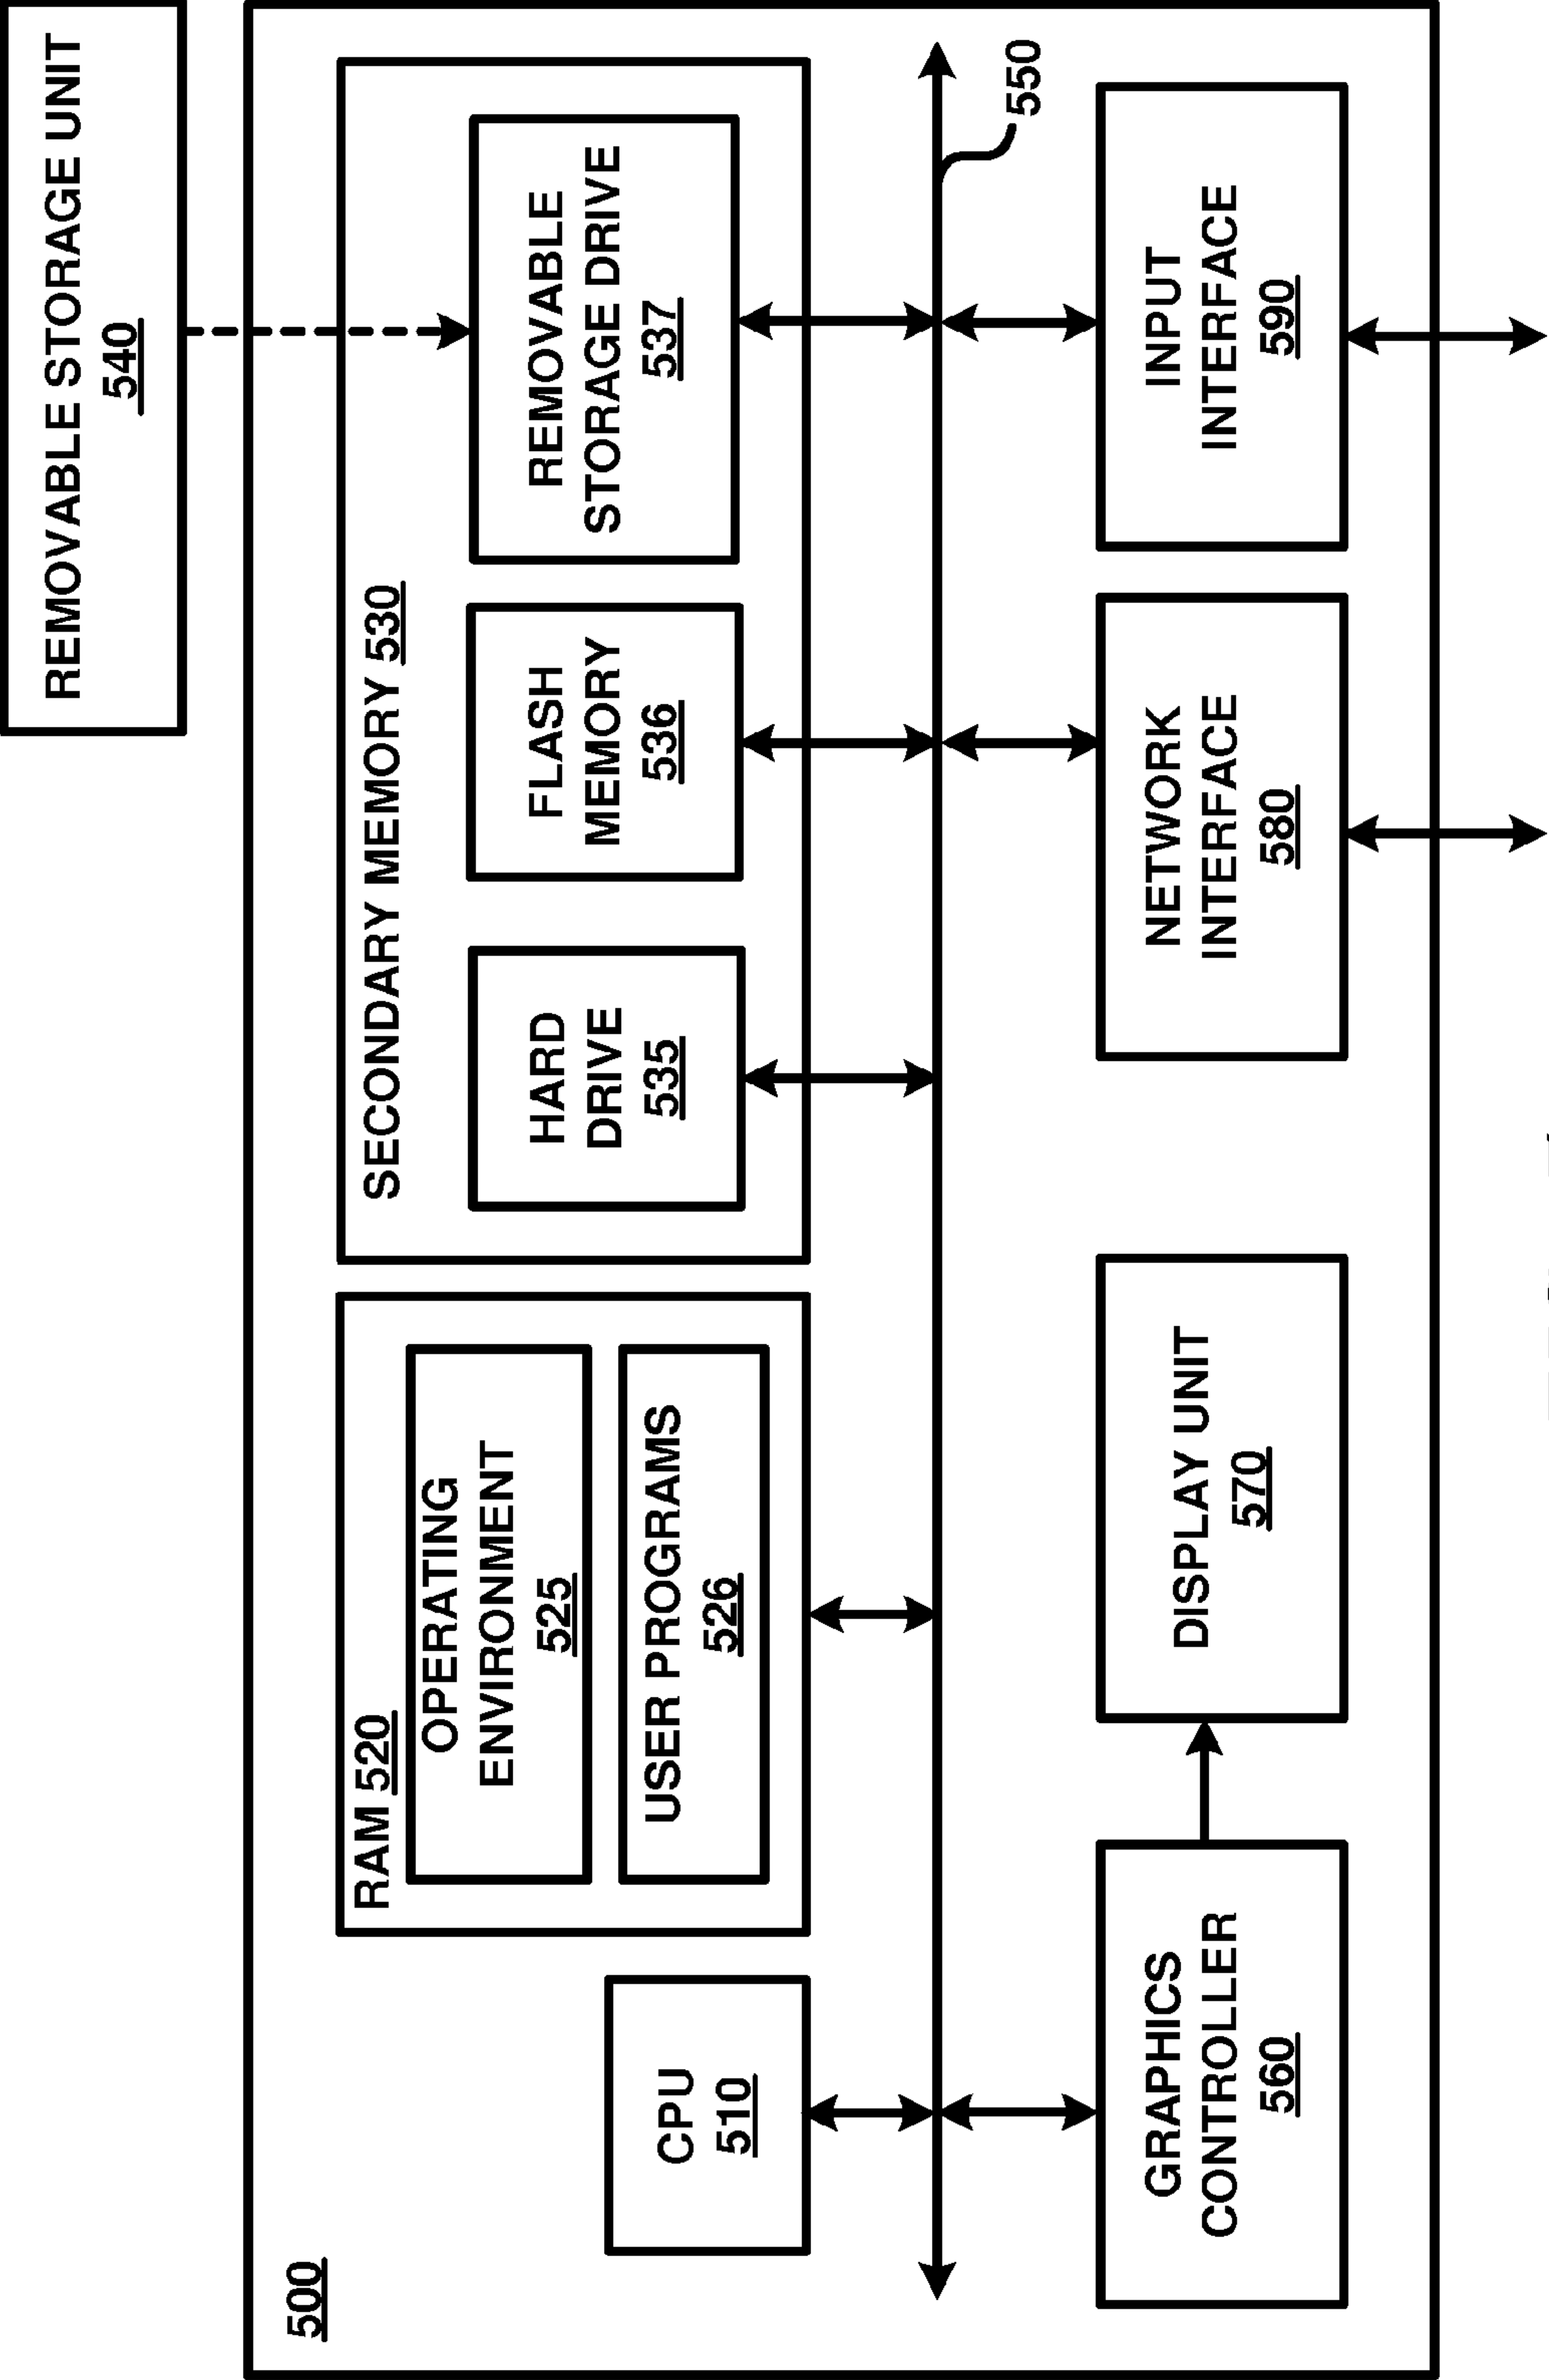 REMOVABLE STORAGE UNIT
540
500
CPU
510
RAM 520
OPERATING
ENVIRONMENT
525
USER PROGRAMS
526
SECONDARY MEMORY 530
HARD
DRIVE
535
FLASH
MEMORY
536
REMOVABLE
STORAGE DRIVE
537
550
GRAPHICS
CONTROLLER
560
DISPLAY UNIT
570
NETWORK
INTERFACE
580
INPUT
INTERFACE
590